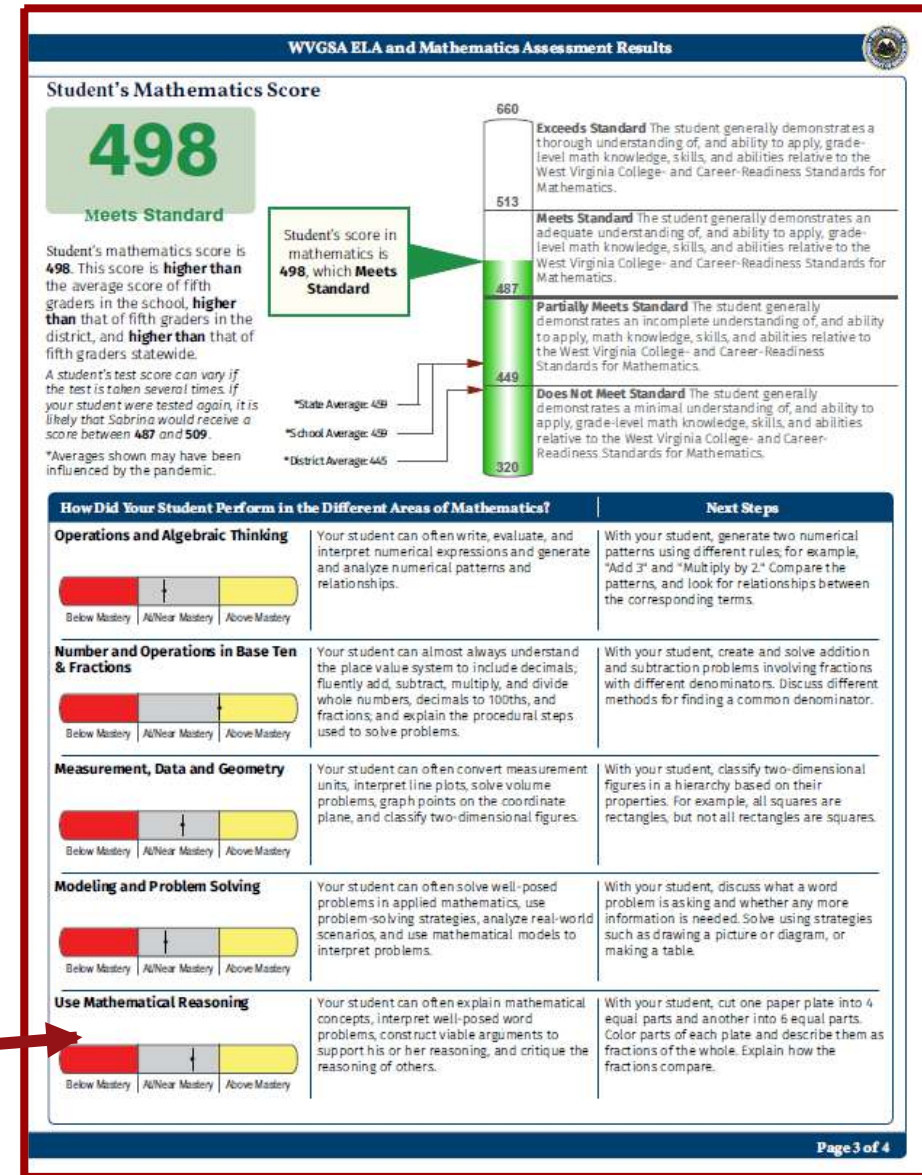 WVGSA ELA and Mathematics Assessment Results
Student's Mathematics Score
498
Meets Standard
Student's mathematics score is
498. This score is higher than
the average score of fifth
graders in the school, higher
than that of fifth graders in the
district, and higher than that of
fifth graders statewide.
A student's test score can vary if
the test is taken several times. If
your student were tested again, it is
likely that Sabrina would receive a
score between 487 and 509.
*Averages shown may have been
influenced by the pandemic.
Student's score in
mathematics is
498, which Meets
Standard
*State Average: 459
*School Average: 459
*District Average: 445
660
513
487
449
320
Exceeds Standard The student generally demonstrates a
thorough understanding of, and ability to apply, grade-
level math knowledge, skills, and abilities relative to the
West Virginia College- and Career-Readiness Standards for
Mathematics.
Meets Standard The student generally demonstrates an
adequate understanding of, and ability to apply, grade-
level math knowledge, skills, and abilities relative to the
West Virginia College- and Career-Readiness Standards for
Mathematics.
Partially Meets Standard The student generally
demonstrates an incomplete understanding of, and ability
to apply, math knowledge, skills, and abilities relative to
the West Virginia College- and Career-Readiness
Standards for Mathematics.
Does Not Meet Standard The student generally
demonstrates a minimal understanding of, and ability to
apply, grade-level math knowledge, skills, and abilities
relative to the West Virginia College- and Career-
Readiness Standards for Mathematics.
How Did Your Student Perform in the Different Areas of Mathematics?
Next Steps
Operations and Algebraic Thinking
Below Mastery At/Near Mastery Above Mastery
Your student can often write, evaluate, and
interpret numerical expressions and generate
and analyze numerical patterns and
relationships.
With your student, generate two numerical
patterns using different rules; for example,
"Add 3" and "Multiply by 2." Compare the
patterns, and look for relationships between
the corresponding terms.
Number and Operations in Base Ten
& Fractions
Below Mastery At/Near Mastery Above Mastery
Your student can almost always understand
the place value system to include decimals;
fluently add, subtract, multiply, and divide
whole numbers, decimals to 100ths, and
fractions; and explain the procedural steps
used to solve problems.
With your student, create and solve addition
and subtraction problems involving fractions
with different denominators. Discuss different
methods for finding a common denominator.
Measurement, Data and Geometry
Below Mastery At/Near Mastery Above Mastery
Your student can often convert measurement
units, interpret line plots, solve volume
problems, graph points on the coordinate
plane, and classify two-dimensional figures.
With your student, classify two-dimensional
figures in a hierarchy based on their
properties. For example, all squares are
rectangles, but not all rectangles are squares.
Modeling and Problem Solving
Below Mastery At/Near Mastery Above Mastery
Your student can often solve well-posed
problems in applied mathematics, use
problem-solving strategies, analyze real-world
scenarios, and use mathematical models to
interpret problems.
With your student, discuss what a word
problem is asking and whether any more
information is needed. Solve using strategies
such as drawing a picture or diagram, or
making a table.
Use Mathematical Reasoning
Below Mastery At/Near Mastery Above Mastery
Your student can often explain mathematical
concepts, interpret well-posed word
problems, construct viable arguments to
support his or her reasoning, and critique the
reasoning of others.
With your student, cut one paper plate into 4
equal parts and another into 6 equal parts.
Color parts of each plate and describe them as
fractions of the whole. Explain how the
fractions compare.
Page 3 of 4